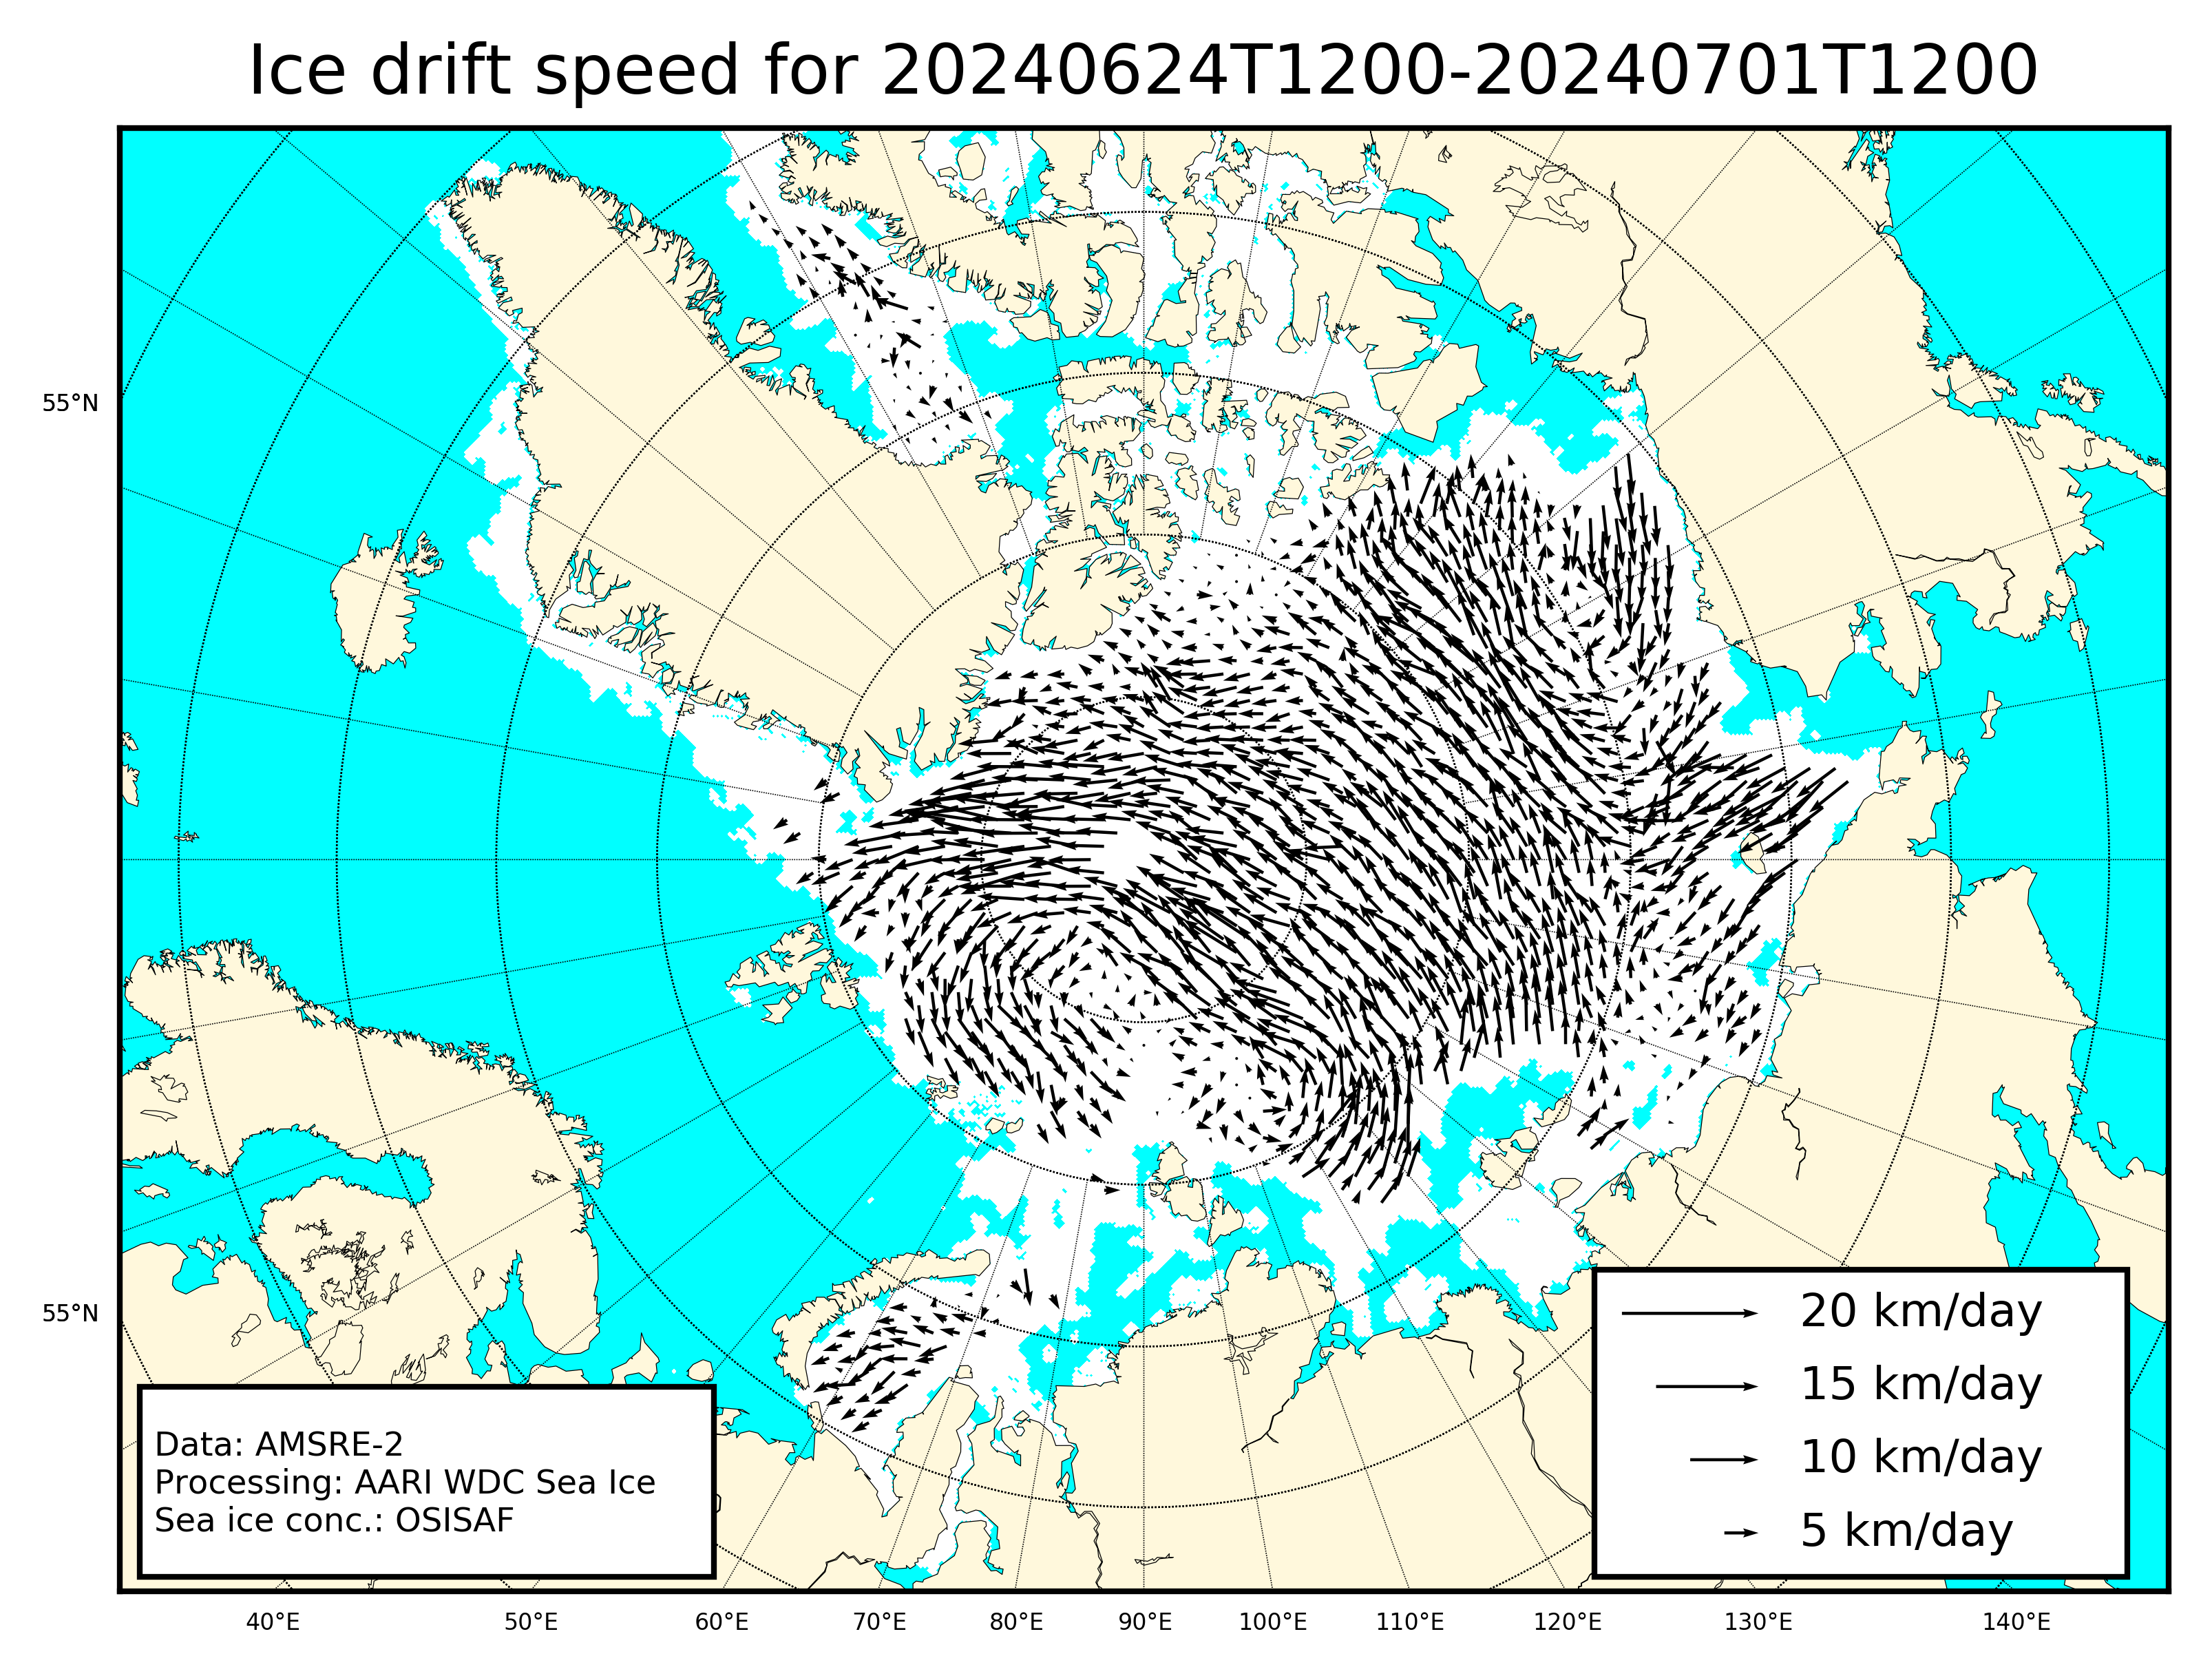 Ice drift speed for 20240624T1200-20240701T1200
55°N
55°N
20 km/day
15 km/day
10 km/day
5 km/day
Data: AMSRE-2
Processing: AARI WDC Sea Ice
Sea ice conc.: OSISAF
40°E 50°E 60°E 70°E 80°E 90°E 100°E 110°E 120°E 130°E 140°E